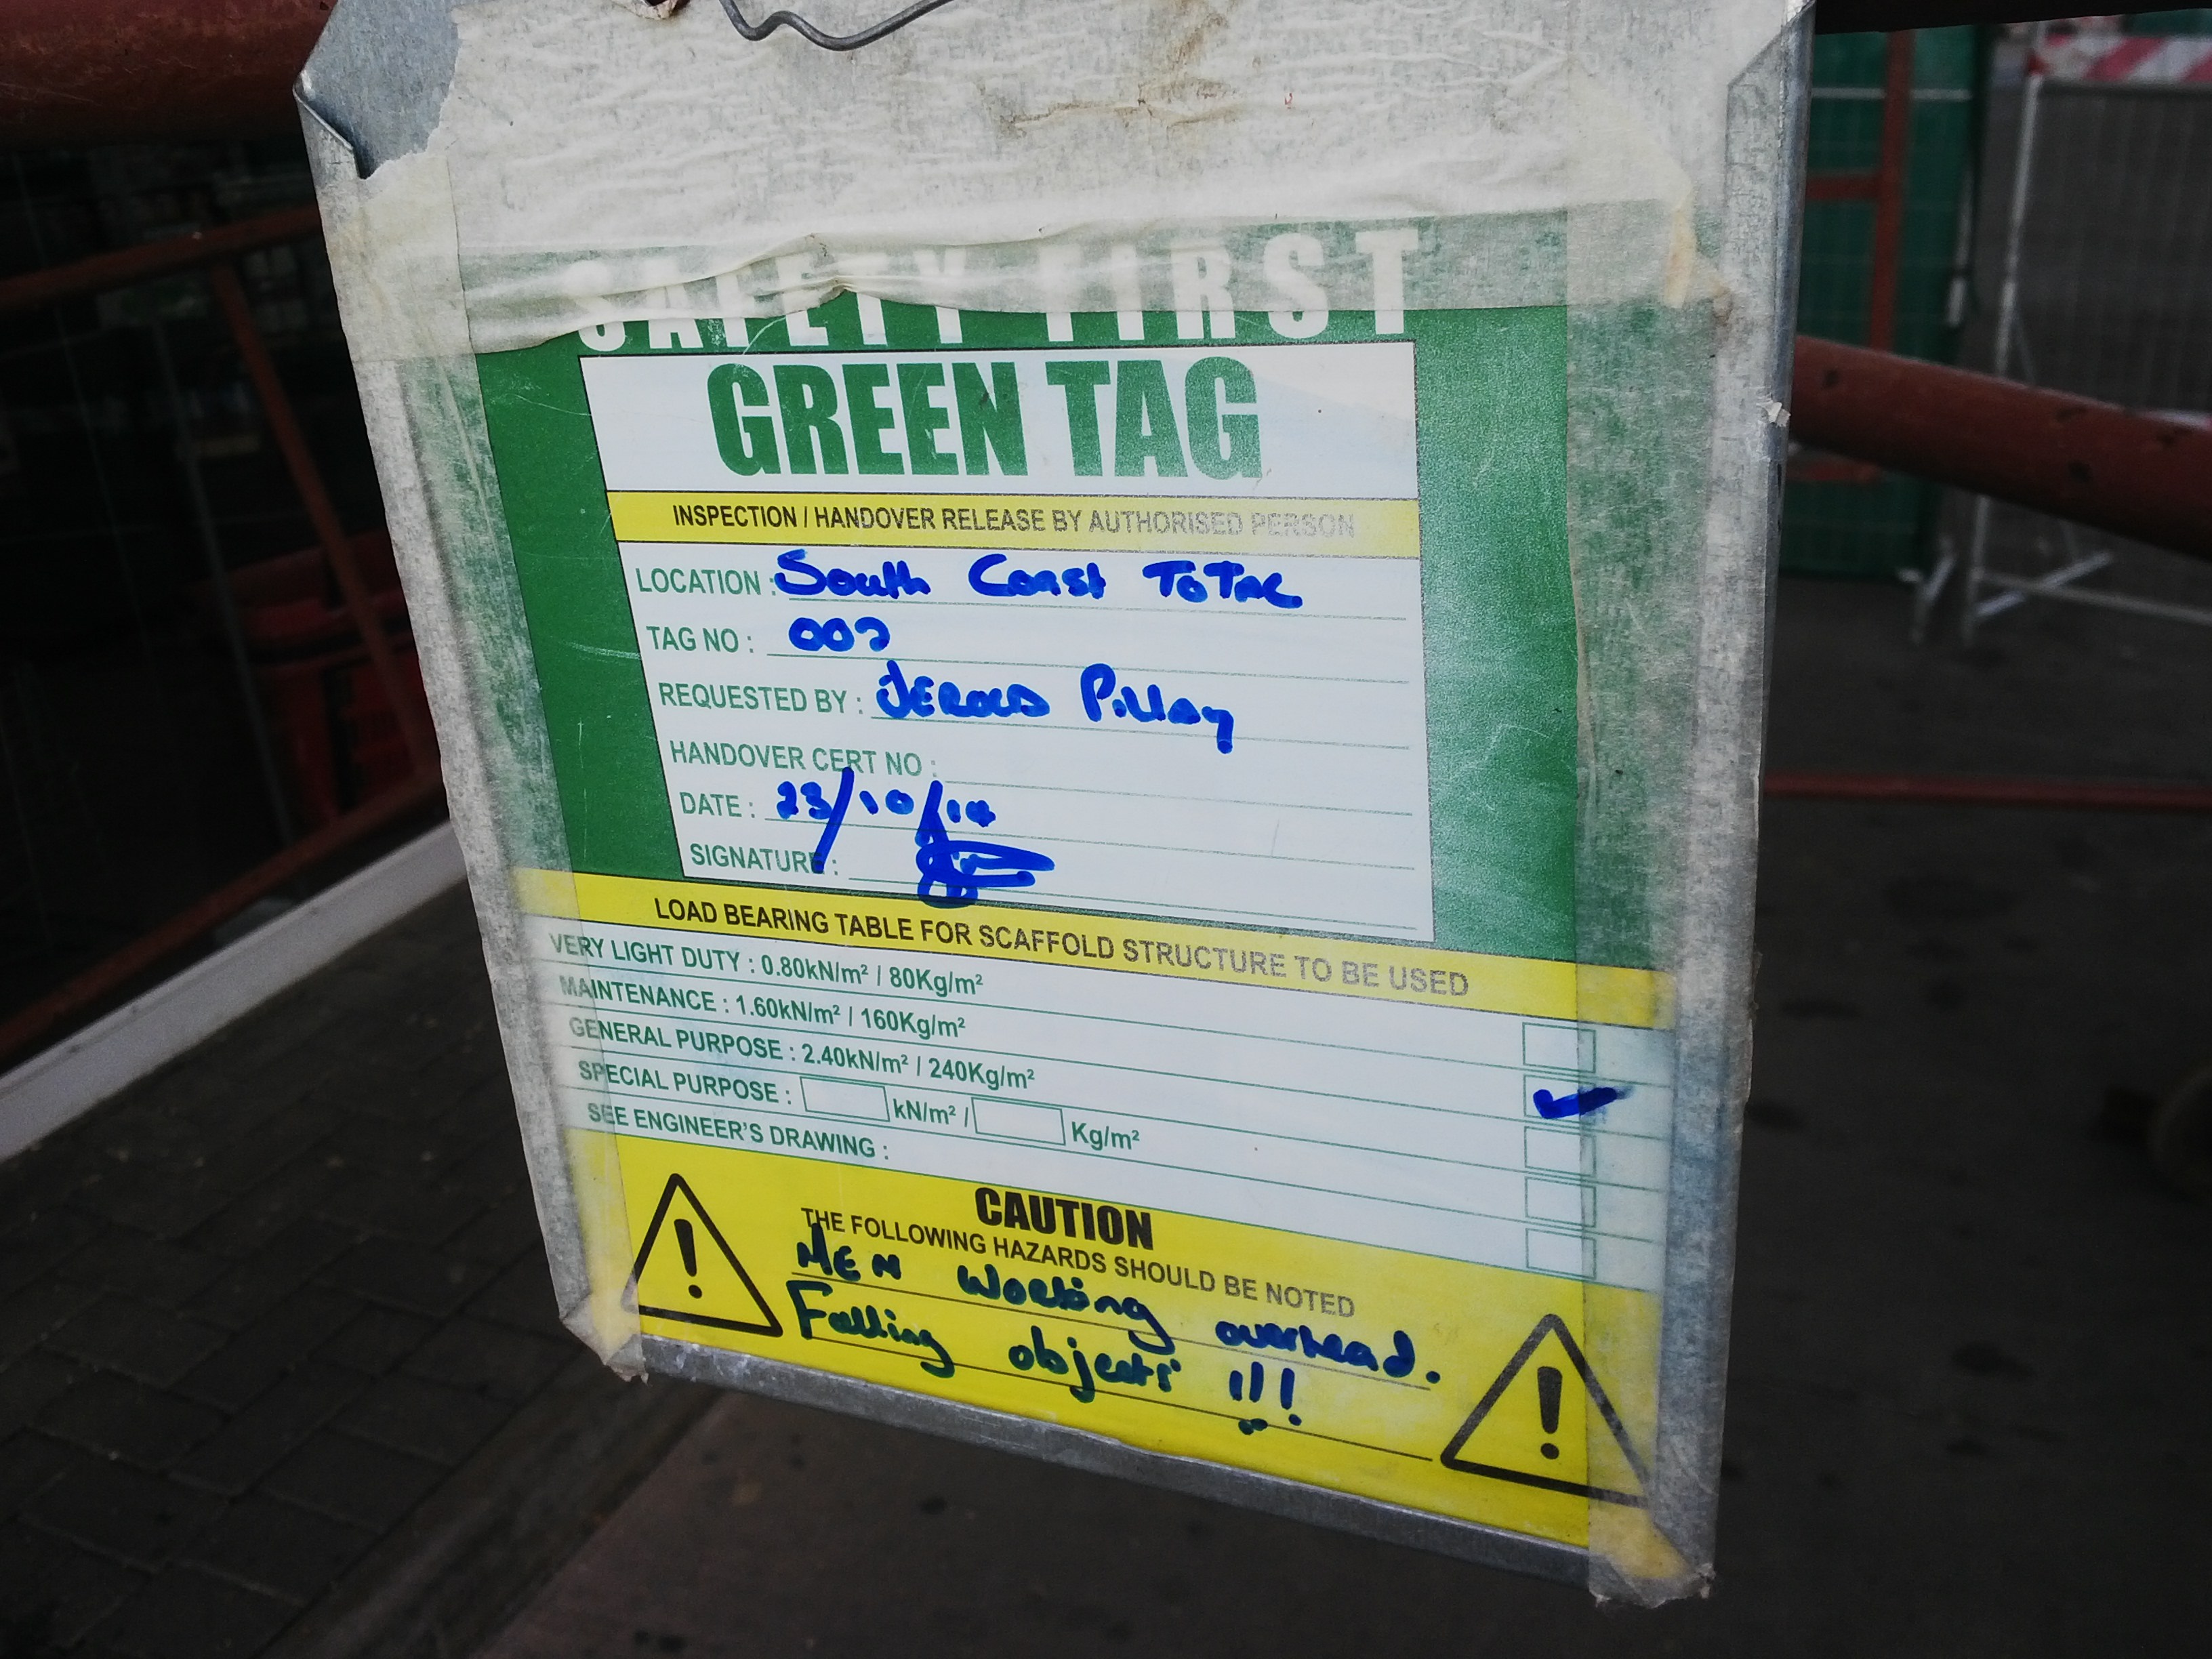 SAFETY FIRST
GREEN TAG
INSPECTION / HANDOVER RELEASE BY AUTHORISED PERSON
LOCATION : South Coast TOTAL
TAG NO : 002
REQUESTED BY : JEROLD Pillay
HANDOVER CERT NO :
DATE : 23/10/14
SIGNATURE :
LOAD BEARING TABLE FOR SCAFFOLD STRUCTURE TO BE USED
VERY LIGHT DUTY : 0.80kN/m² / 80Kg/m²
MAINTENANCE : 1.60kN/m² / 160Kg/m² ✓
GENERAL PURPOSE : 2.40kN/m² / 240Kg/m²
SPECIAL PURPOSE : kN/m² / Kg/m²
SEE ENGINEER'S DRAWING :
CAUTION
THE FOLLOWING HAZARDS SHOULD BE NOTED
MEN Working overhead.
Falling objects !!!